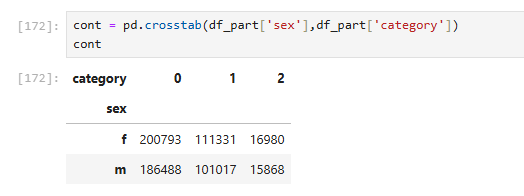 [172]: cont = pd.crosstab(df_part['sex'],df_part['category'])
cont
[172]: category 0 1 2
sex
f 200793 111331 16980
m 186488 101017 15868